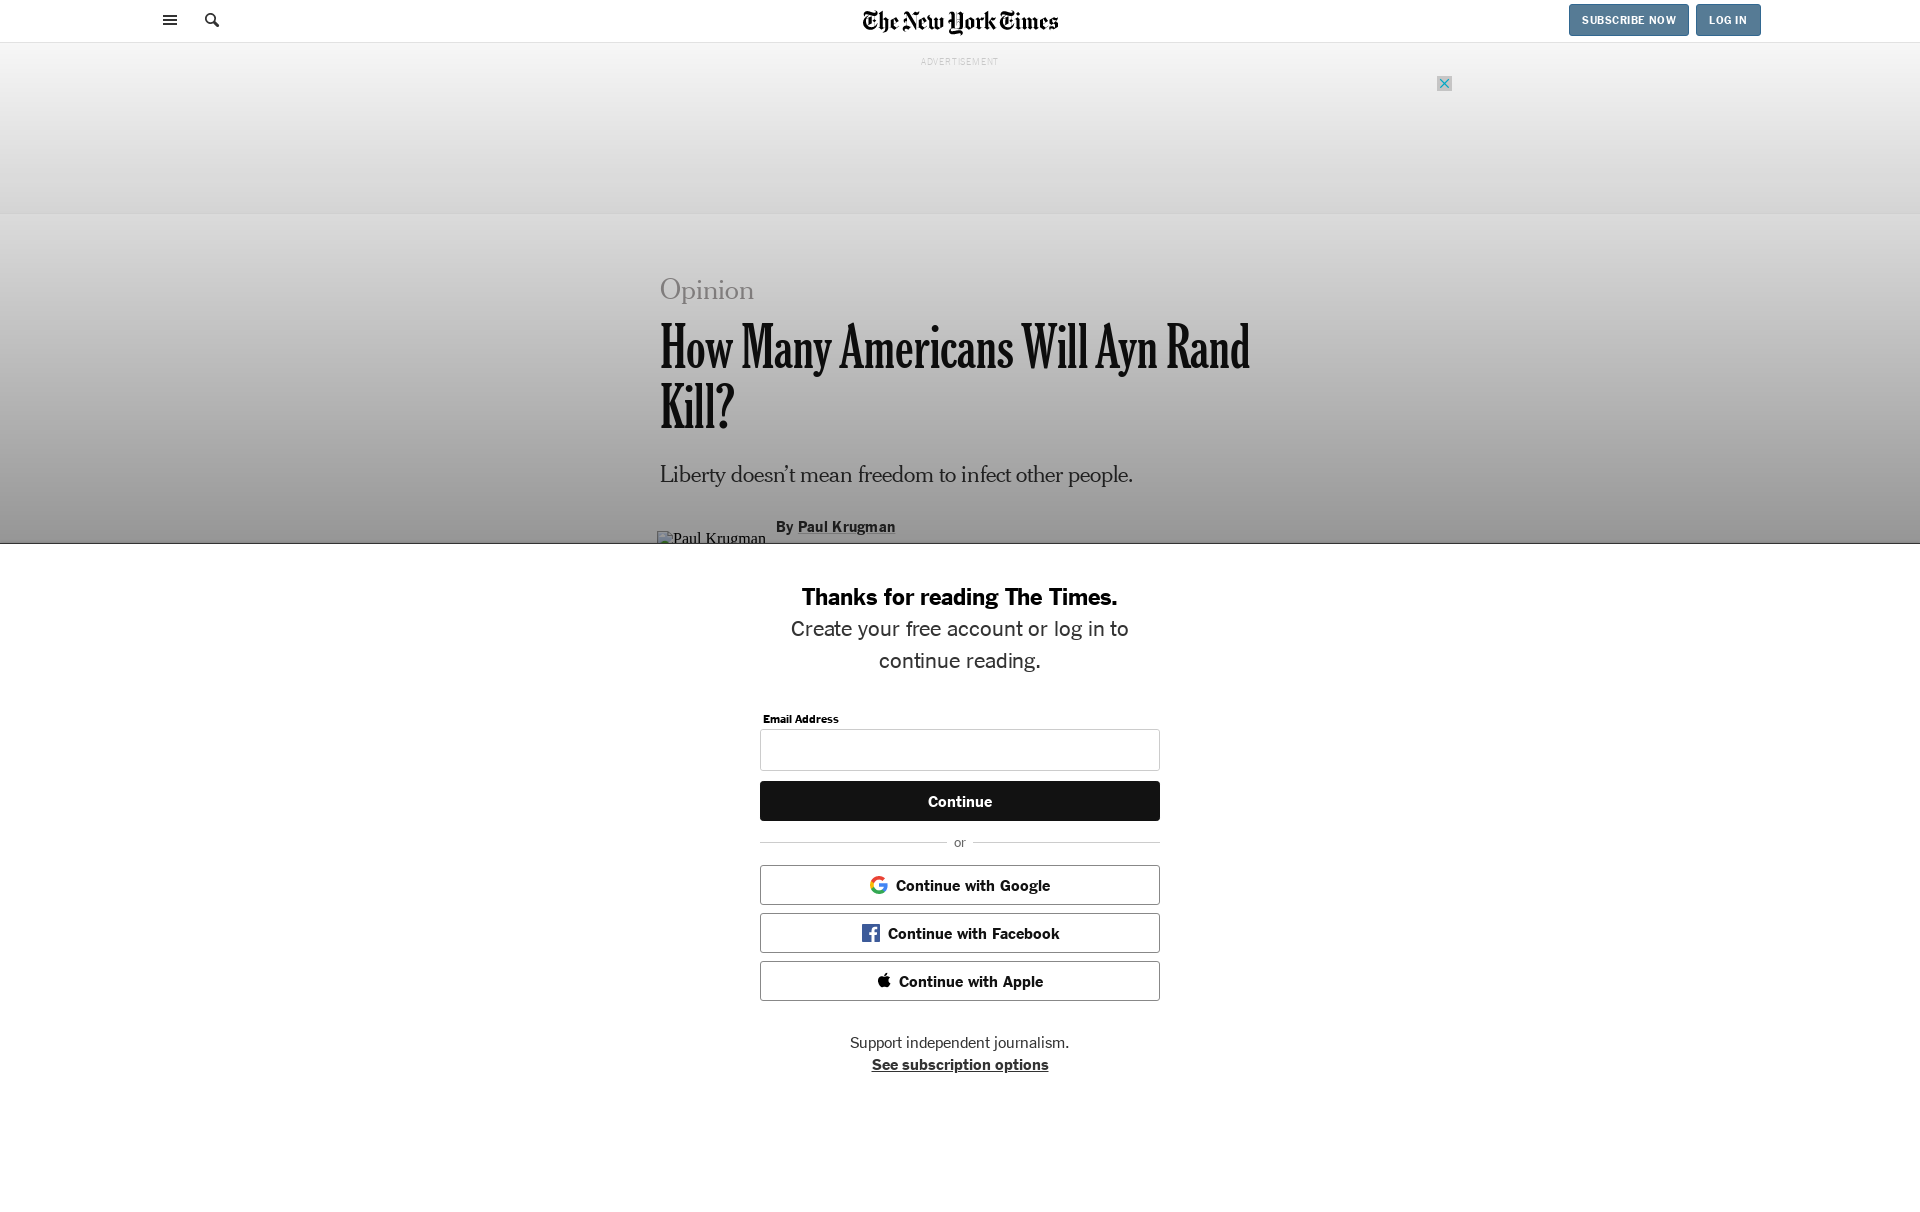 The New York Times
SUBSCRIBE NOW
LOG IN
ADVERTISEMENT
Opinion
How Many Americans Will Ayn Rand
Kill?
Liberty doesn’t mean freedom to infect other people.
By Paul Krugman
Paul Krugman
Thanks for reading The Times.
Create your free account or log in to
continue reading.
Email Address
Continue
or
Continue with Google
Continue with Facebook
Continue with Apple
Support independent journalism.
See subscription options